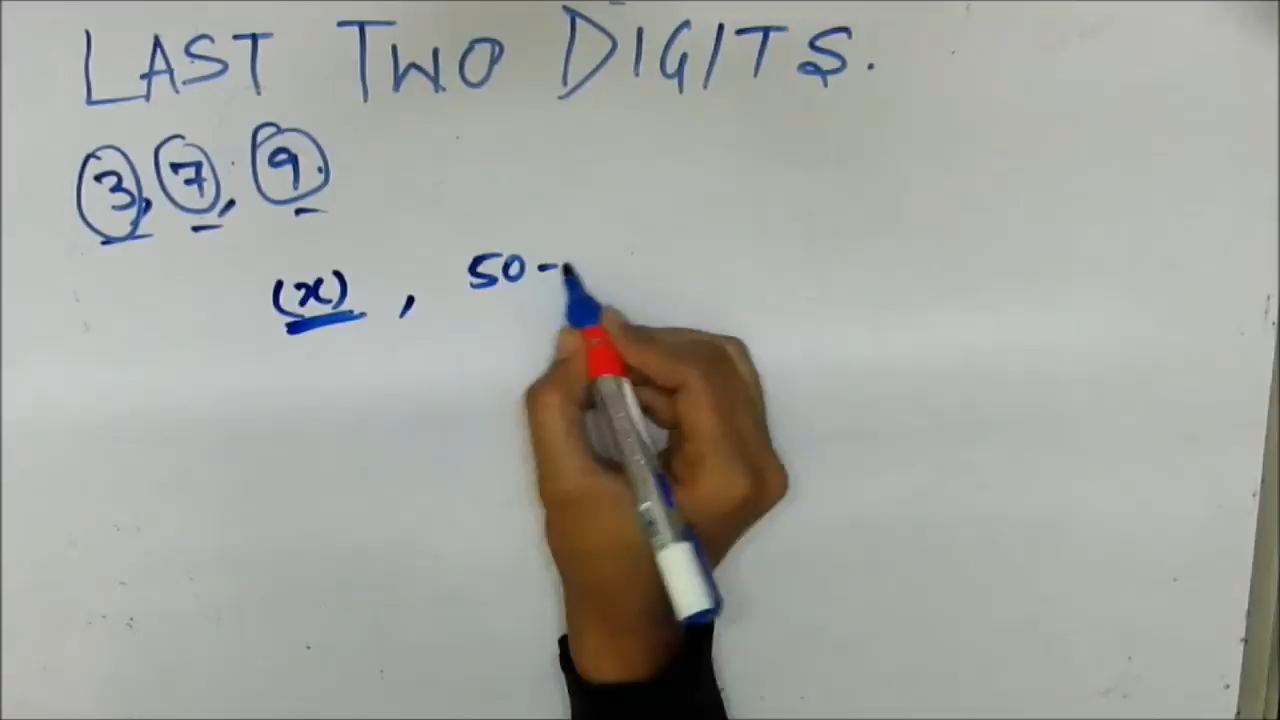 LAST TWO DIGITS.
3, 7, 9.
(x) , 50 -